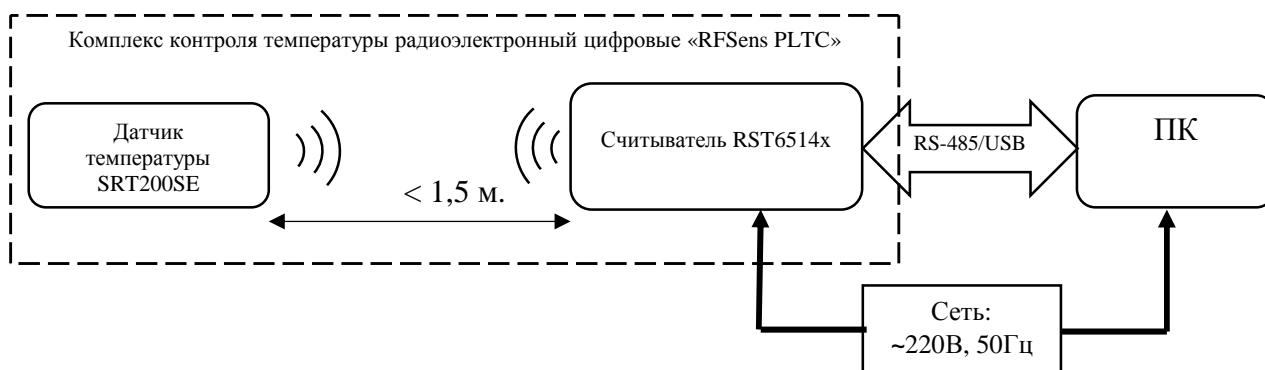 Комплекс контроля температуры радиоэлектронный цифровые «RFSens PLTC»
Датчик
температуры
SRT200SE
< 1,5 м.
Считыватель RST6514x
RS-485/USB
ПК
Сеть:
~220В, 50Гц